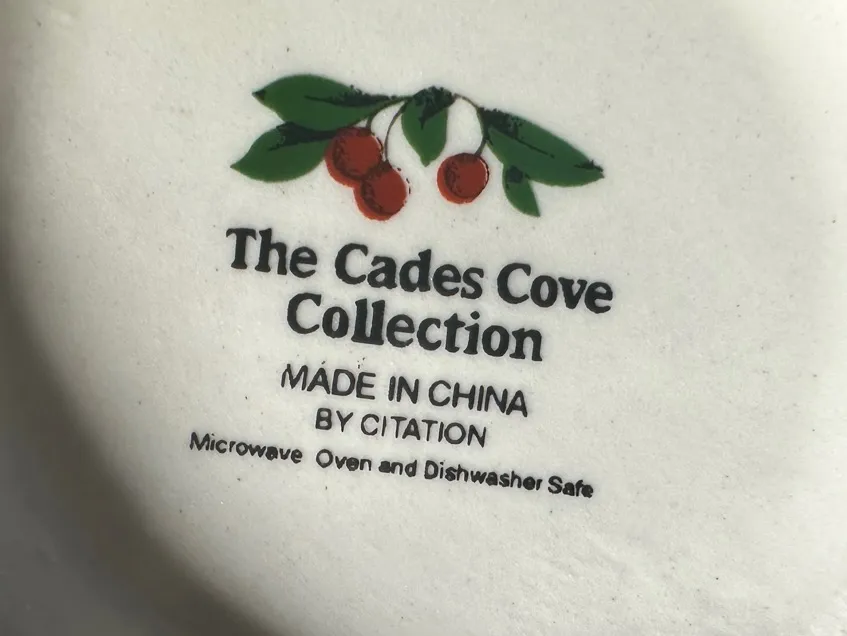 The Cades Cove
Collection
MADE IN CHINA
BY CITATION
Microwave Oven and Dishwasher Safe